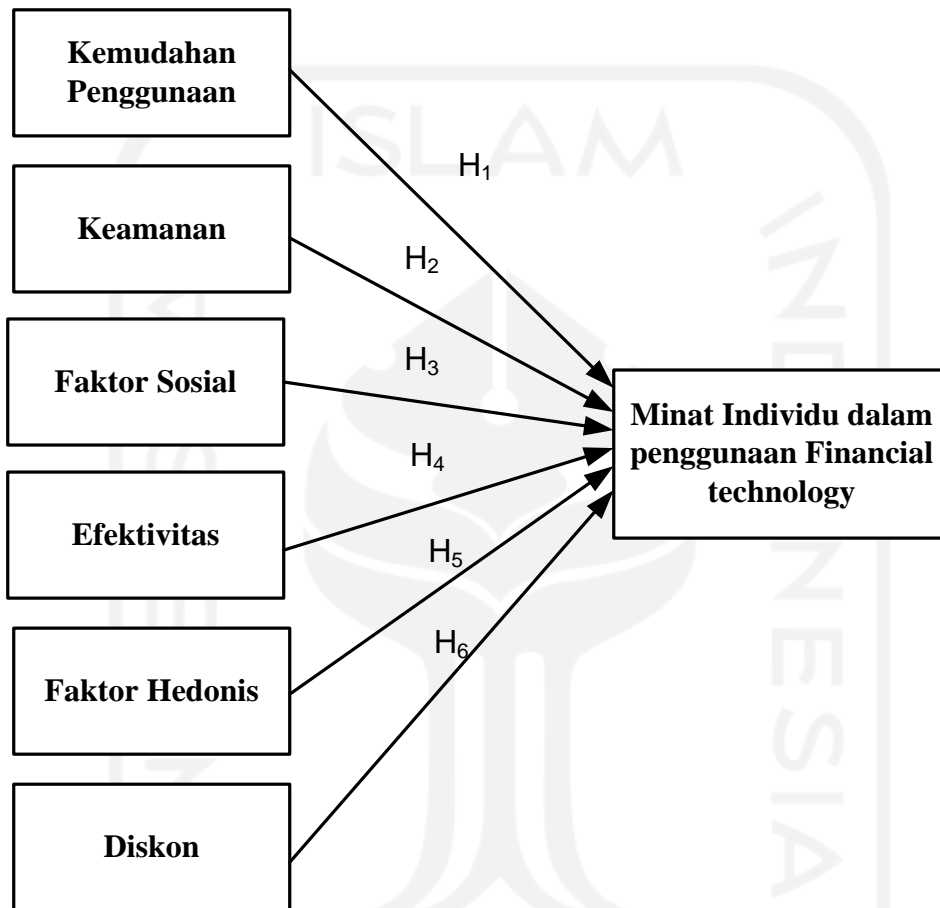 Kemudahan
Penggunaan
ISLAM
H₁
Keamanan
H₂
Faktor Sosial
H₃
Minat Individu dalam
penggunaan Financial
technology
H₄
Efektivitas
H₅
Faktor Hedonis
H₆
Diskon